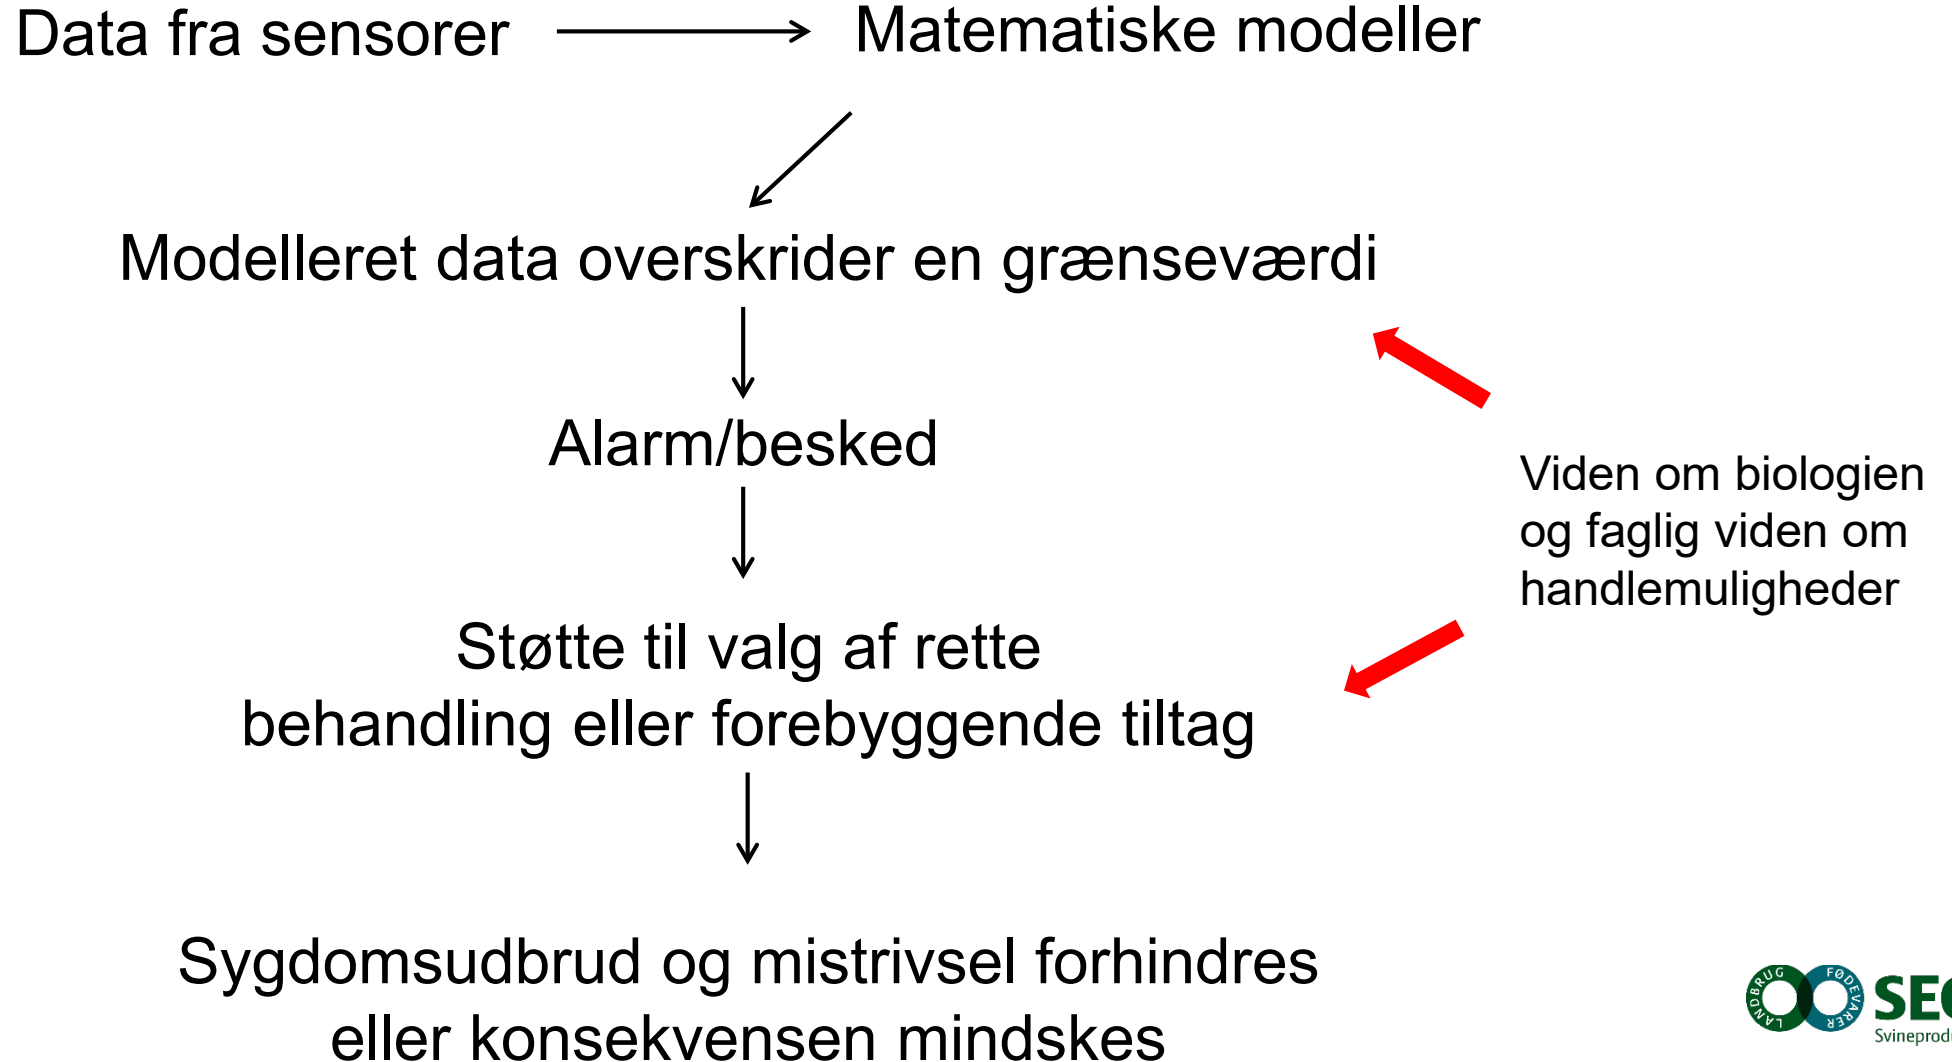 Data fra sensorer
Matematiske modeller
Modelleret data overskrider en grænseværdi
Alarm/besked
Viden om biologien
og faglig viden om
handlemuligheder
Støtte til valg af rette
behandling eller forebyggende tiltag
Sygdomsudbrud og mistrivsel forhindres
eller konsekvensen mindskes
LANDBRUG FØDEVARER